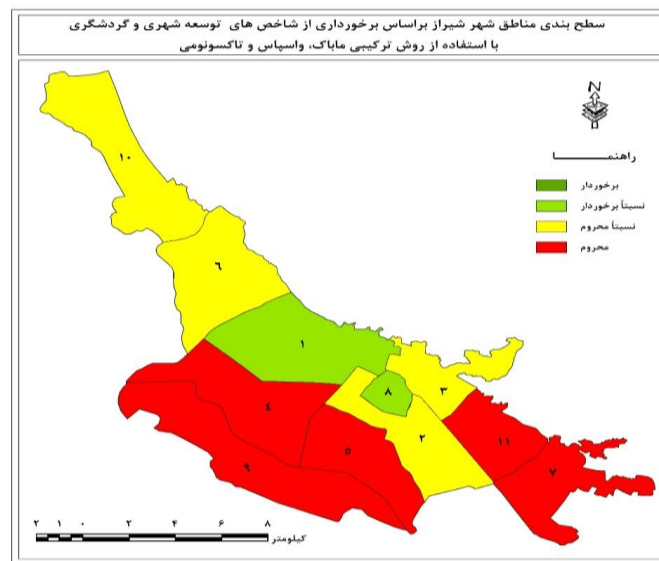 سطح بندی مناطق شهر شیراز براساس برخورداری از شاخص های توسعه شهری و گردشگری
با استفاده از روش ترکیبی ماباک، واسپاس و تاکسونومی
N
راهنمـــــــا
برخوردار
نسبتاً برخوردار
نسبتاً محروم
محروم
۱۰
۶
۱
۳
۸
۴
۲
۱۱
۵
۹
۷
۲ ۱ ۰ ۲ ۴ ۶ ۸
کیلومتر